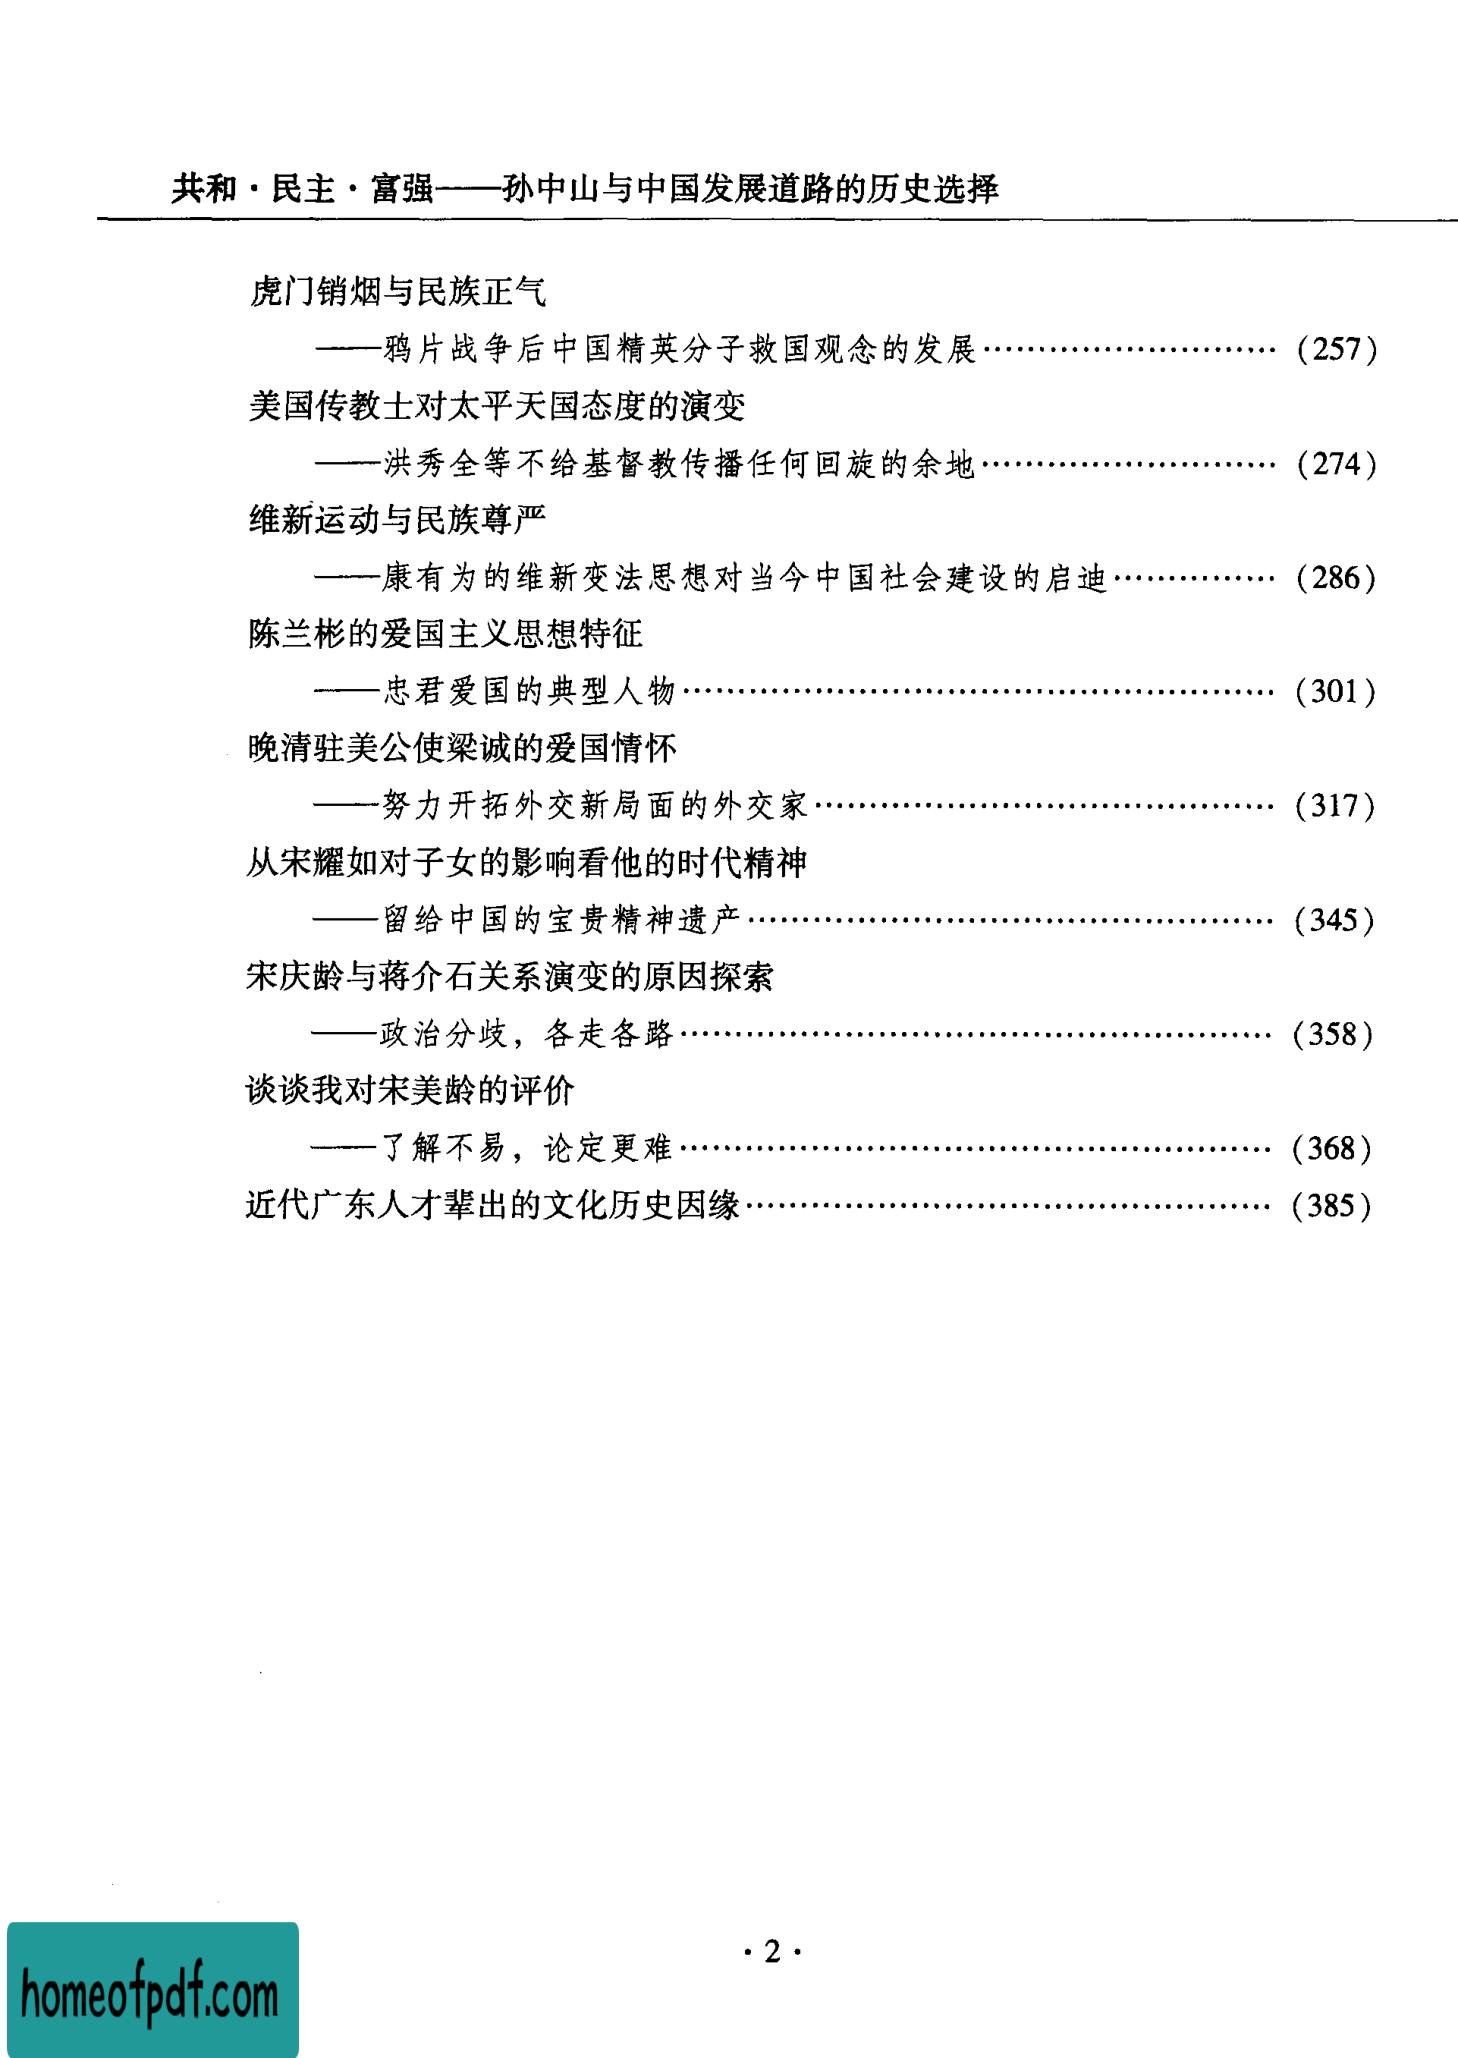 共和·民主·富强——孙中山与中国发展道路的历史选择
虎门销烟与民族正气
——鸦片战争后中国精英分子救国观念的发展………………………(257)
美国传教士对太平天国态度的演变
——洪秀全等不给基督教传播任何回旋的余地………………………(274)
维新运动与民族尊严
——康有为的维新变法思想对当今中国社会建设的启迪……………(286)
陈兰彬的爱国主义思想特征
——忠君爱国的典型人物………………………………………………(301)
晚清驻美公使梁诚的爱国情怀
——努力开拓外交新局面的外交家……………………………………(317)
从宋耀如对子女的影响看他的时代精神
——留给中国的宝贵精神遗产…………………………………………(345)
宋庆龄与蒋介石关系演变的原因探索
——政治分歧，各走各路………………………………………………(358)
谈谈我对宋美龄的评价
——了解不易，论定更难………………………………………………(368)
近代广东人才辈出的文化历史因缘…………………………………………(385)
·2·
homeofpdf.com